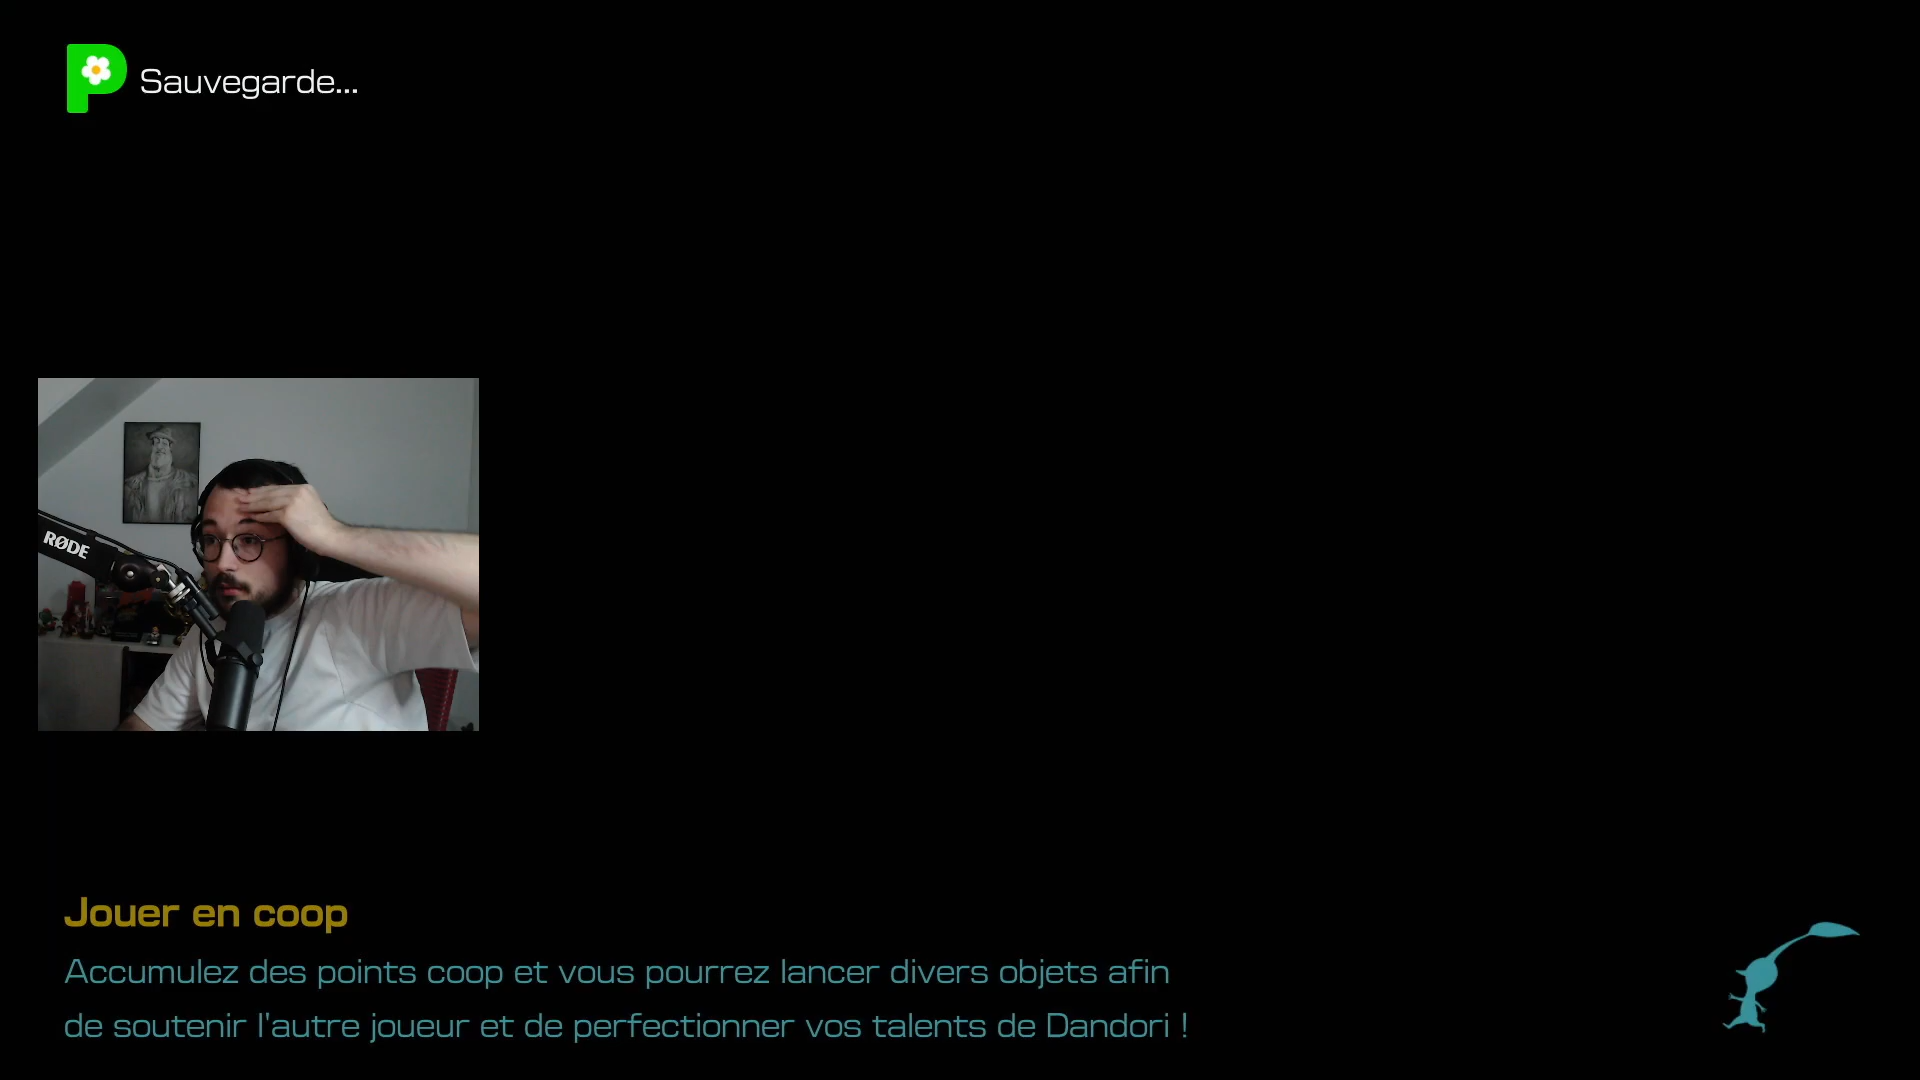 Sauvegarde...
RØDE
Jouer en coop
Accumulez des points coop et vous pourrez lancer divers objets afin
de soutenir l'autre joueur et de perfectionner vos talents de Dandori !